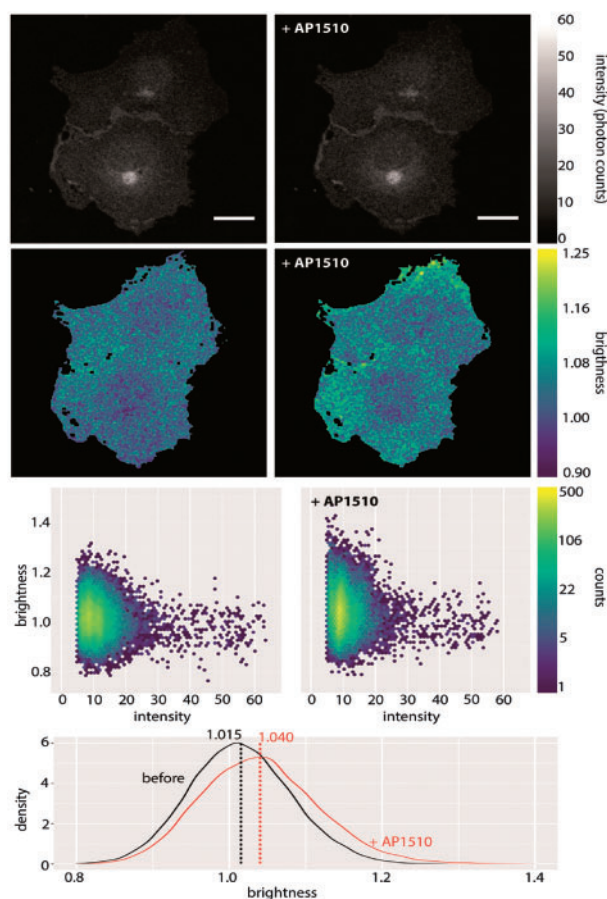 + AP1510
60
50
40
30
20
10
0
intensity (photon counts)
+ AP1510
1.25
1.16
1.08
1.00
0.90
brigthness
+ AP1510
1.4
1.2
1.0
0.8
brightness
0 10 20 30 40 50 60
intensity
0 10 20 30 40 50 60
intensity
500
106
22
5
1
counts
1.015
1.040
before
+ AP1510
6
4
2
0
density
0.8 1.0 1.2 1.4
brightness